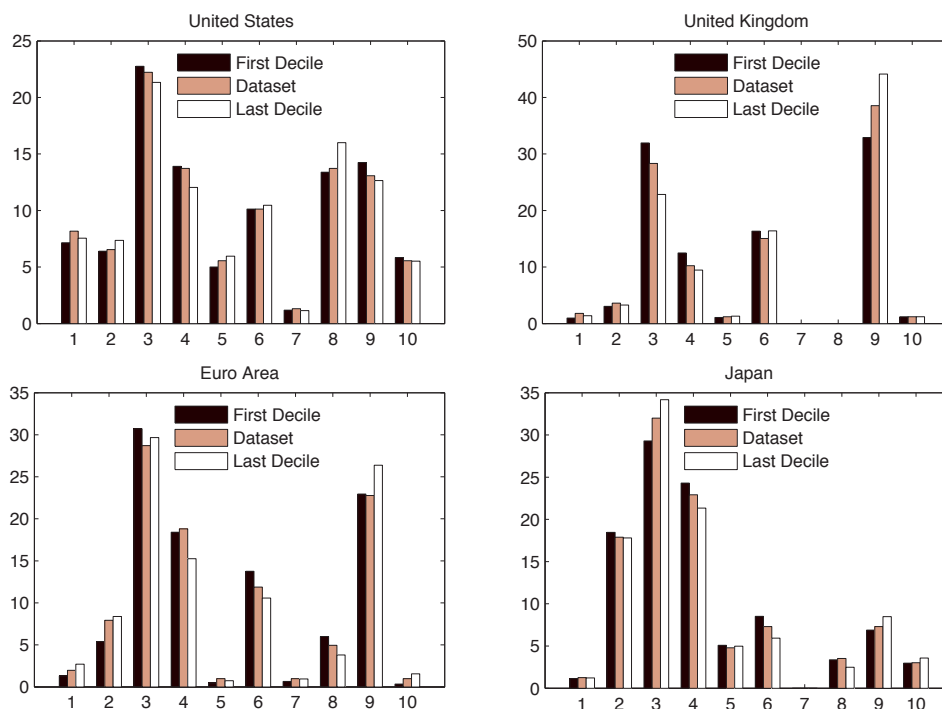 United States
25
20
15
10
5
0
First Decile
Dataset
Last Decile
1 2 3 4 5 6 7 8 9 10
United Kingdom
50
40
30
20
10
0
First Decile
Dataset
Last Decile
1 2 3 4 5 6 7 8 9 10
Euro Area
35
30
25
20
15
10
5
0
First Decile
Dataset
Last Decile
1 2 3 4 5 6 7 8 9 10
Japan
35
30
25
20
15
10
5
0
First Decile
Dataset
Last Decile
1 2 3 4 5 6 7 8 9 10